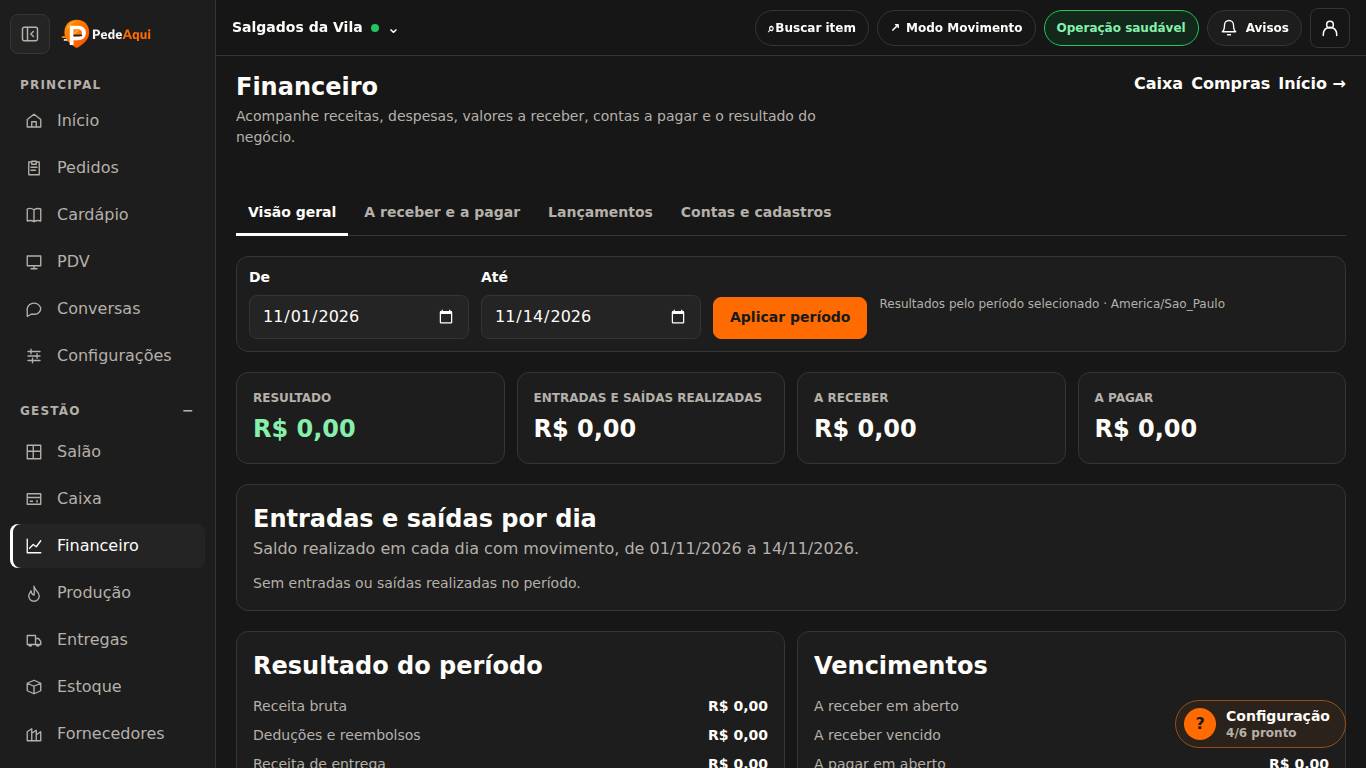 PedeAqui
PRINCIPAL
Início
Pedidos
Cardápio
PDV
Conversas
Configurações
GESTÃO −
Salão
Caixa
Financeiro
Produção
Entregas
Estoque
Fornecedores
Salgados da Vila
Buscar item
↗ Modo Movimento
Operação saudável
Avisos
Financeiro
Caixa Compras Início →
Acompanhe receitas, despesas, valores a receber, contas a pagar e o resultado do
negócio.
Visão geral
A receber e a pagar
Lançamentos
Contas e cadastros
De
11/01/2026
Até
11/14/2026
Aplicar período
Resultados pelo período selecionado · America/Sao_Paulo
RESULTADO
R$ 0,00
ENTRADAS E SAÍDAS REALIZADAS
R$ 0,00
A RECEBER
R$ 0,00
A PAGAR
R$ 0,00
Entradas e saídas por dia
Saldo realizado em cada dia com movimento, de 01/11/2026 a 14/11/2026.
Sem entradas ou saídas realizadas no período.
Resultado do período
Receita bruta R$ 0,00
Deduções e reembolsos R$ 0,00
Receita de entrega R$ 0,00
Vencimentos
A receber em aberto
A receber vencido
A pagar em aberto R$ 0,00
?
Configuração
4/6 pronto